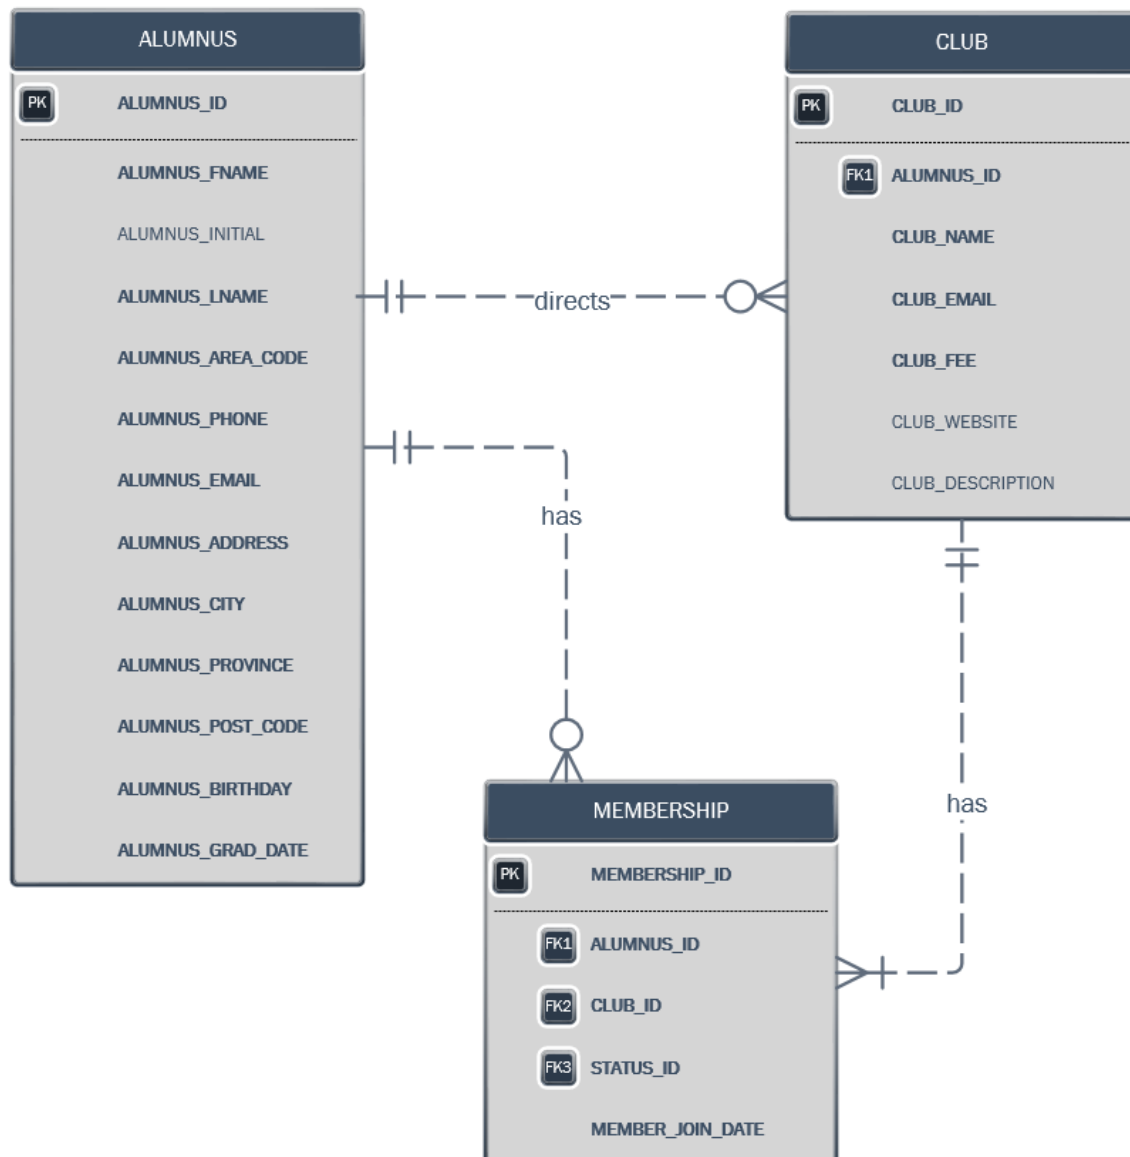 ALUMNUS
PK ALUMNUS_ID
ALUMNUS_FNAME
ALUMNUS_INITIAL
ALUMNUS_LNAME
ALUMNUS_AREA_CODE
ALUMNUS_PHONE
ALUMNUS_EMAIL
ALUMNUS_ADDRESS
ALUMNUS_CITY
ALUMNUS_PROVINCE
ALUMNUS_POST_CODE
ALUMNUS_BIRTHDAY
ALUMNUS_GRAD_DATE
directs
has
CLUB
PK CLUB_ID
FK1 ALUMNUS_ID
CLUB_NAME
CLUB_EMAIL
CLUB_FEE
CLUB_WEBSITE
CLUB_DESCRIPTION
has
MEMBERSHIP
PK MEMBERSHIP_ID
FK1 ALUMNUS_ID
FK2 CLUB_ID
FK3 STATUS_ID
MEMBER_JOIN_DATE